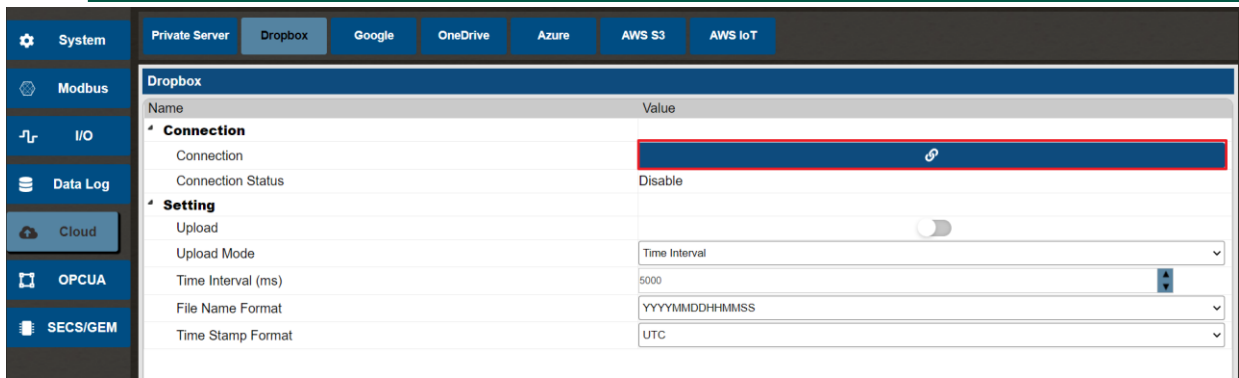 System
Modbus
I/O
Data Log
Cloud
OPCUA
SECS/GEM
Private Server Dropbox Google OneDrive Azure AWS S3 AWS IoT
Dropbox
Name Value
Connection
Connection
Connection Status Disable
Setting
Upload
Upload Mode Time Interval
Time Interval (ms) 5000
File Name Format YYYYMMDDHHMMSS
Time Stamp Format UTC